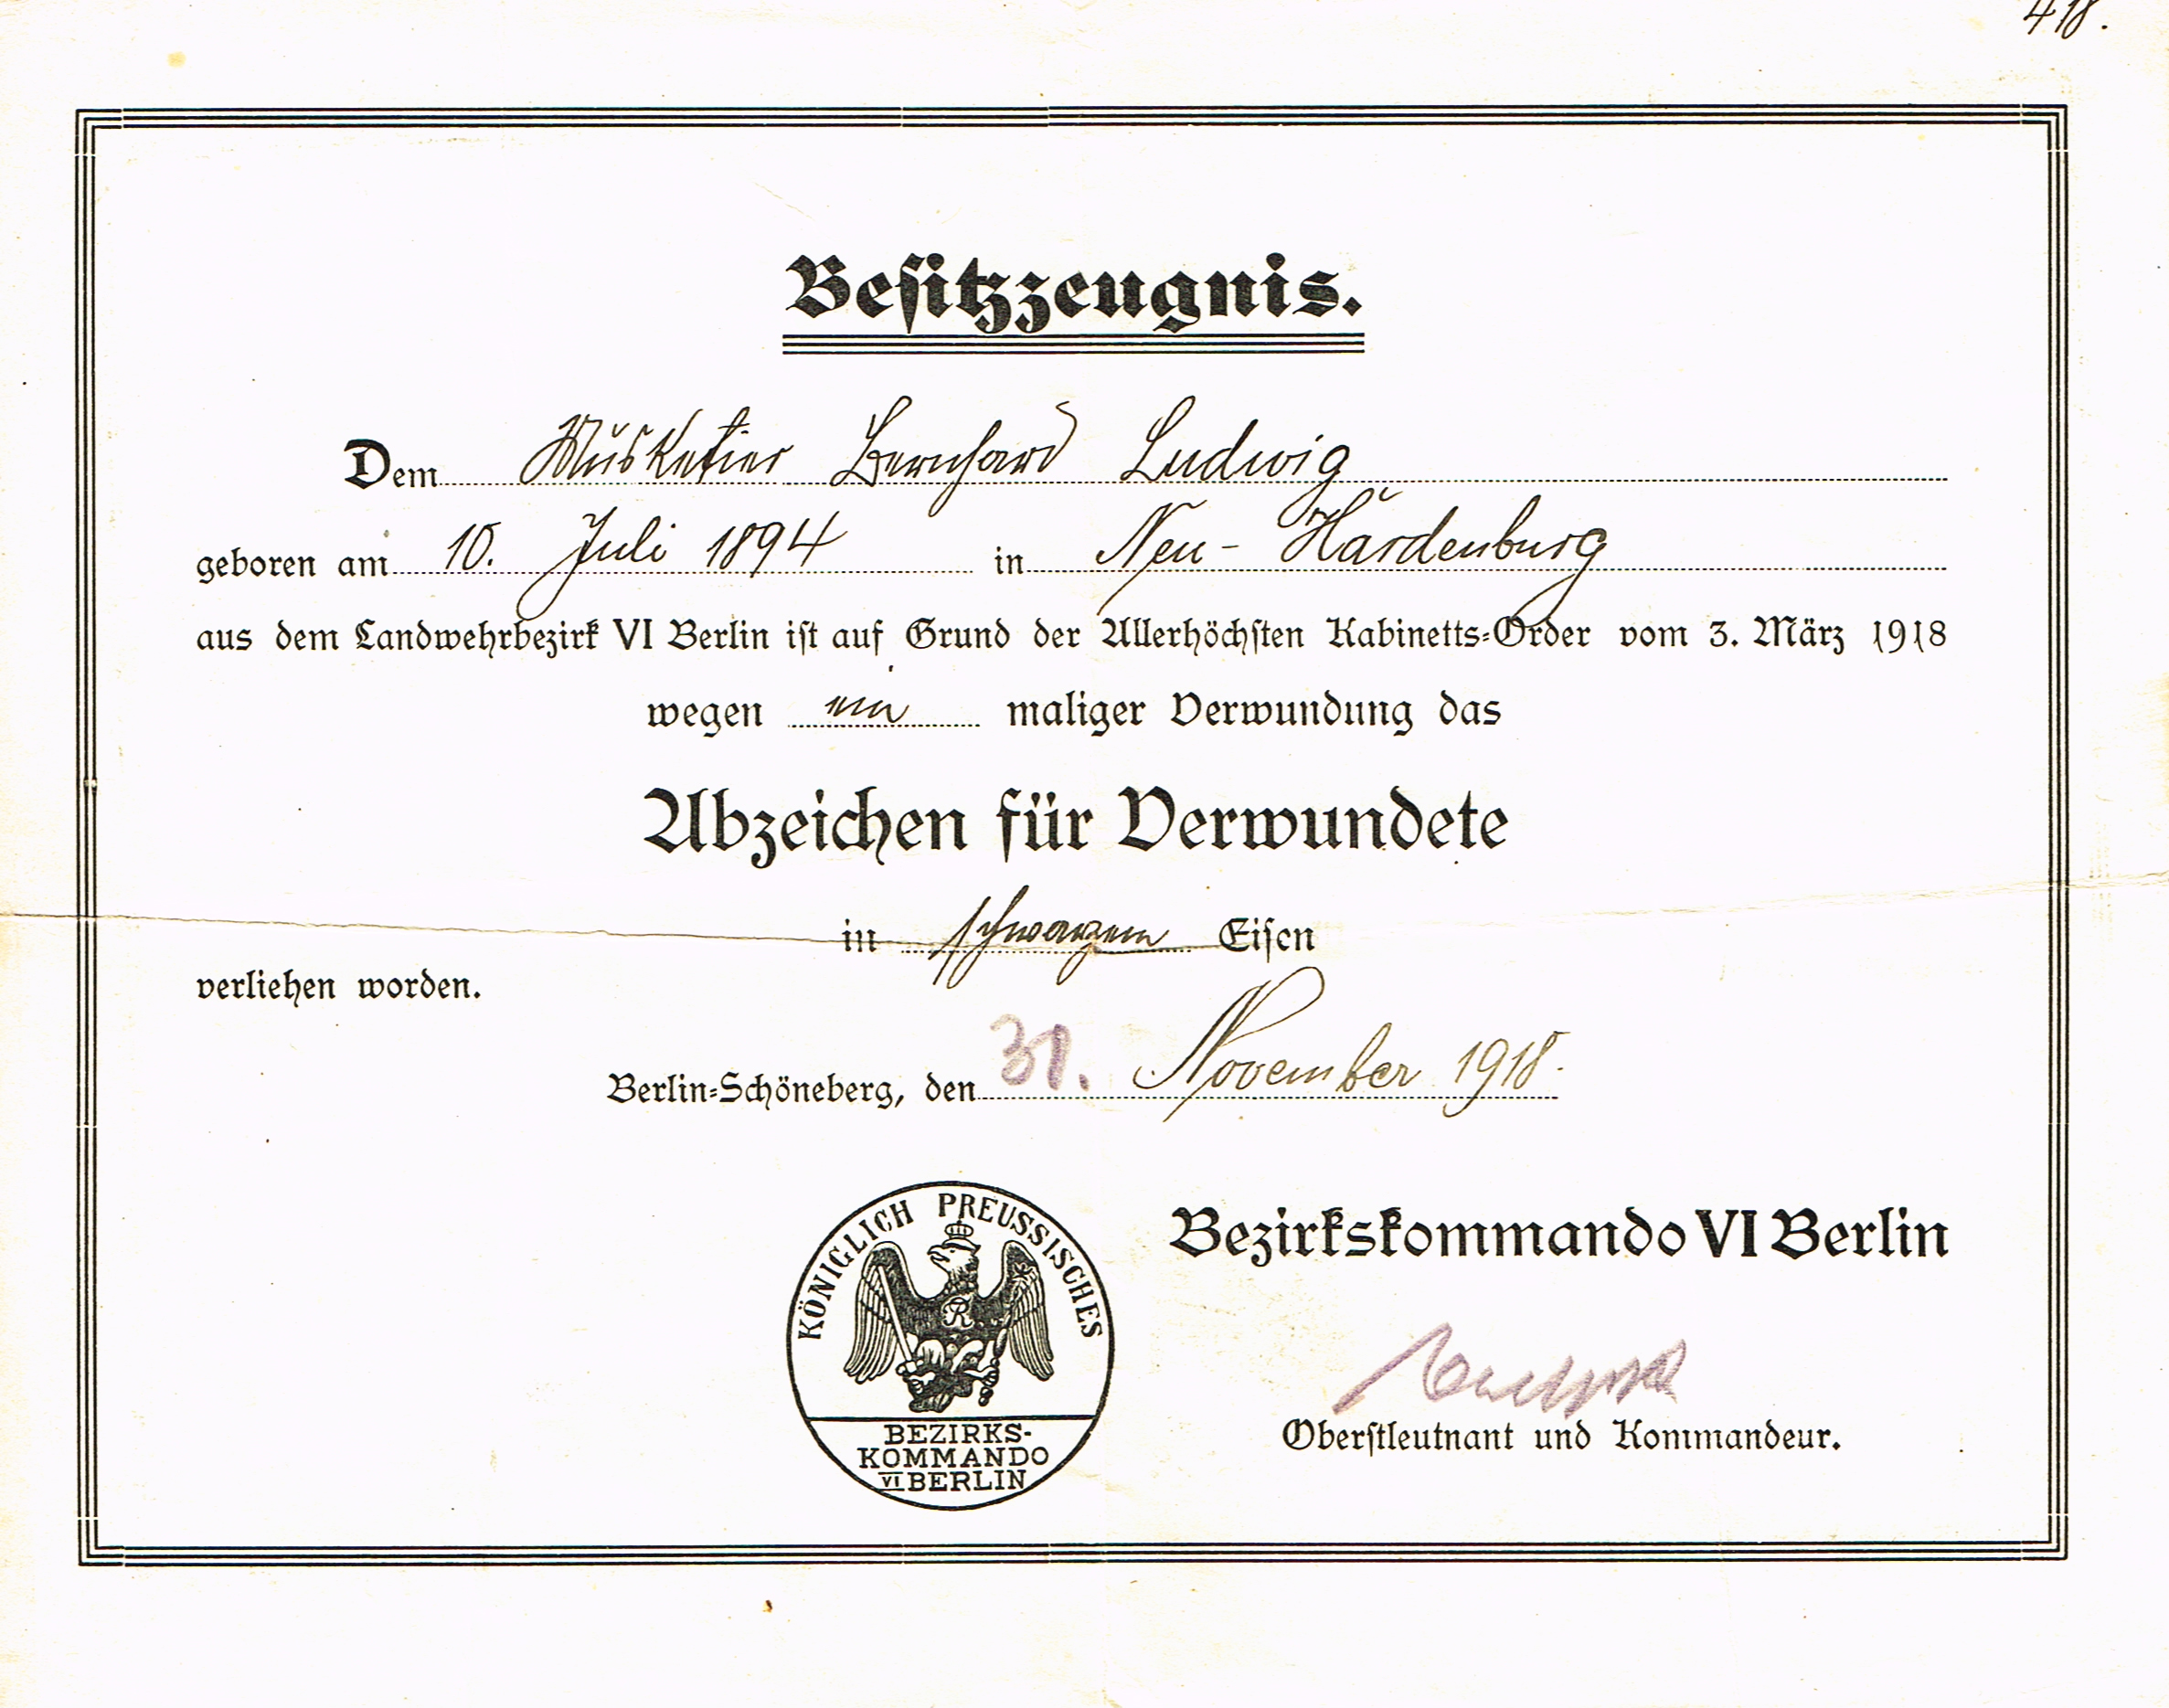 418.
Besitzzeugnis.
Dem Musketier Bernhard Ludwig
geboren am 10. Juli 1894 in Neu-Hardenburg
aus dem Landwehrbezirk VI Berlin ist auf Grund der Allerhöchsten Kabinetts-Order vom 3. März 1918
wegen ein maliger Verwundung das
Abzeichen für Verwundete
in schwarzem Eisen
verliehen worden.
Berlin-Schöneberg, den 30. November 1918.
KÖNIGLICH PREUSSISCHES
R
BEZIRKS-
KOMMANDO
VI BERLIN
Bezirkskommando VI Berlin
Oberstleutnant und Kommandeur.